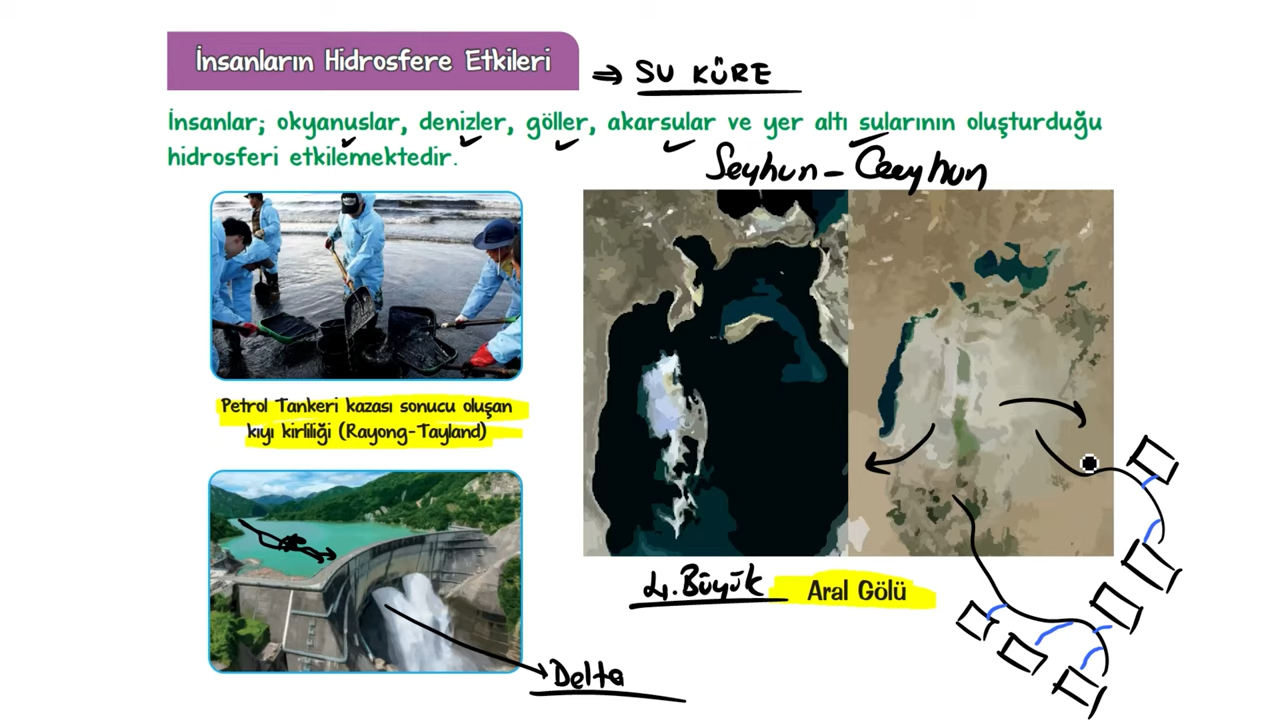 İnsanların Hidrosfere Etkileri
⇒ SU KÜRE
İnsanlar; okyanuslar, denizler, göller, akarsular ve yer altı sularının oluşturduğu
hidrosferi etkilemektedir.
Seyhun - Ceeyhun
Petrol Tankeri kazası sonucu oluşan
kıyı kirliliği (Rayong-Tayland)
4. Büyük
Aral Gölü
Delta